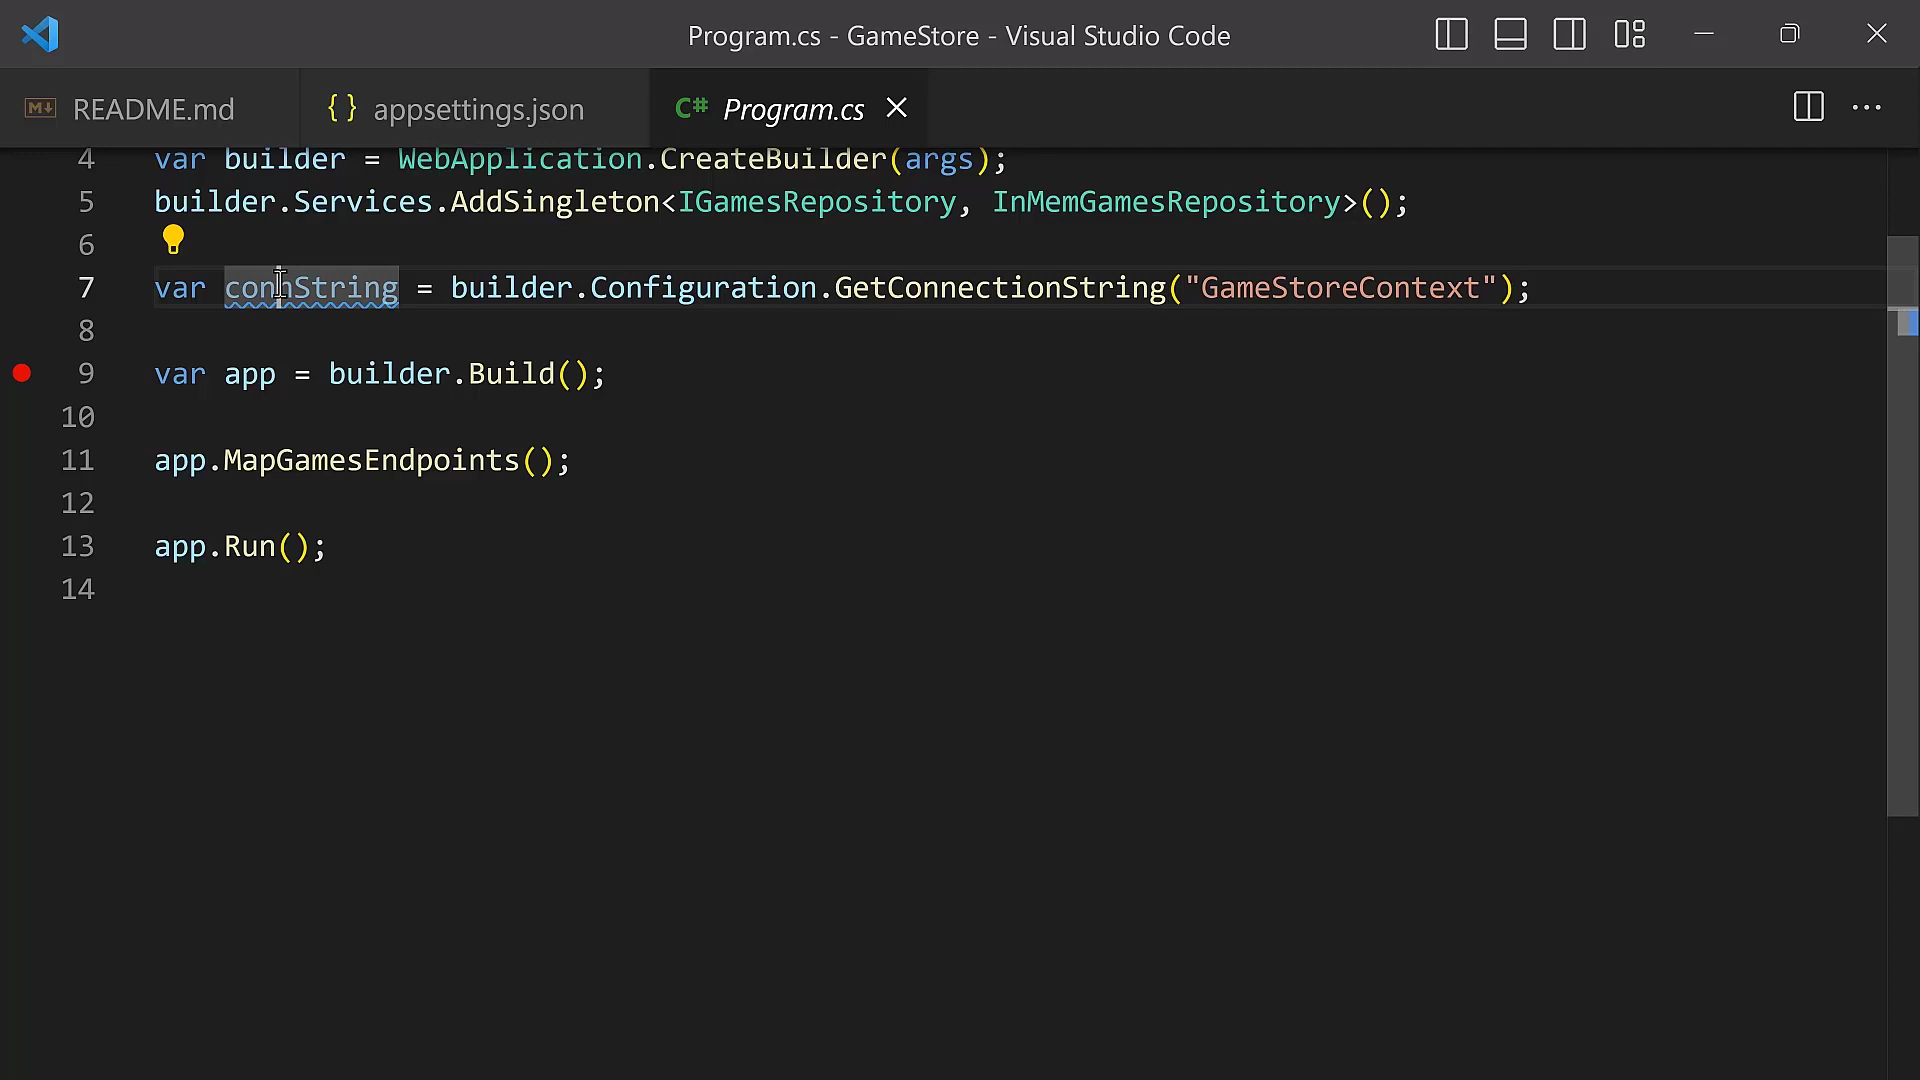 Program.cs - GameStore - Visual Studio Code
README.md
{ } appsettings.json
C# Program.cs
4 var builder = WebApplication.CreateBuilder(args);
5 builder.Services.AddSingleton<IGamesRepository, InMemGamesRepository>();
6
7 var connString = builder.Configuration.GetConnectionString("GameStoreContext");
8
9 var app = builder.Build();
10
11 app.MapGamesEndpoints();
12
13 app.Run();
14